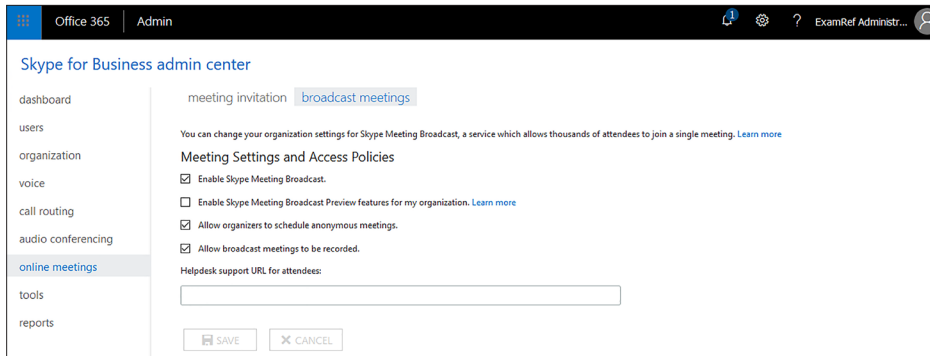 Office 365 Admin 1 ? ExamRef Administr...
Skype for Business admin center
dashboard
users
organization
voice
call routing
audio conferencing
online meetings
tools
reports
meeting invitation broadcast meetings
You can change your organization settings for Skype Meeting Broadcast, a service which allows thousands of attendees to join a single meeting. Learn more
Meeting Settings and Access Policies
Enable Skype Meeting Broadcast.
Enable Skype Meeting Broadcast Preview features for my organization. Learn more
Allow organizers to schedule anonymous meetings.
Allow broadcast meetings to be recorded.
Helpdesk support URL for attendees:
SAVE CANCEL